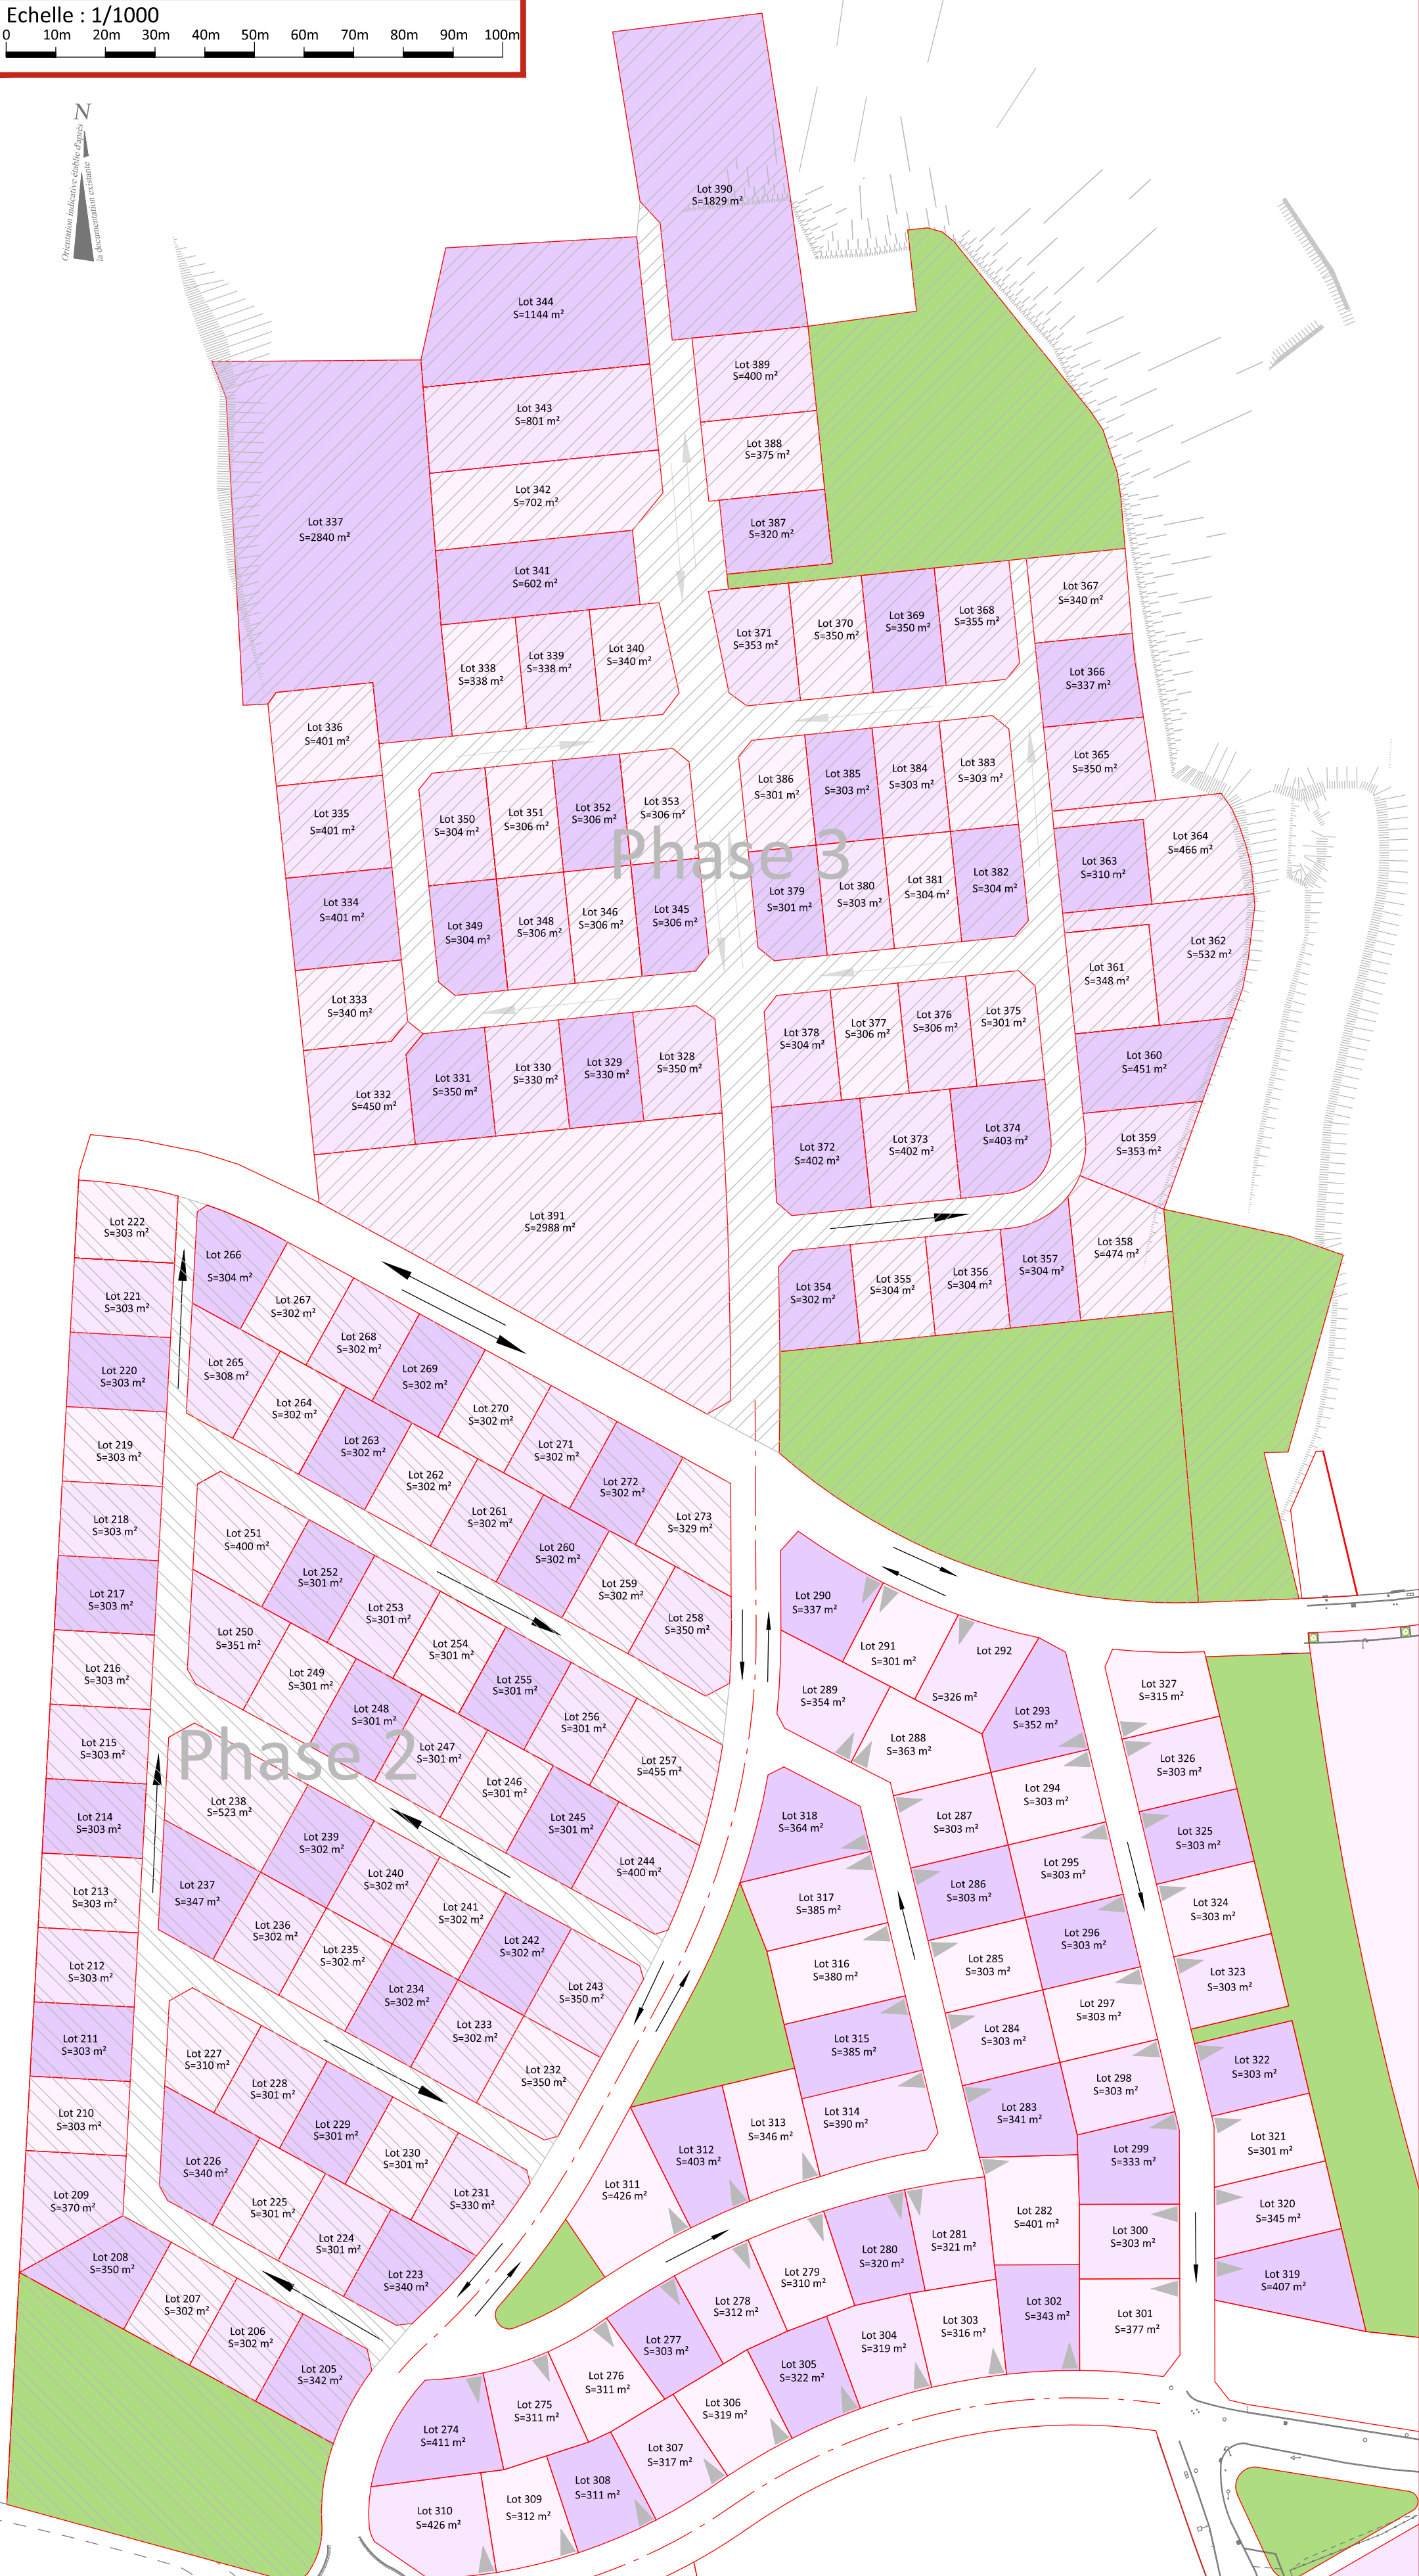 Echelle : 1/1000
0 10m 20m 30m 40m 50m 60m 70m 80m 90m 100m
N
Orientation indicative établie d'après
la documentation existante
Lot 390
S=1829 m²
Lot 344
S=1144 m²
Lot 389
S=400 m²
Lot 343
S=801 m²
Lot 388
S=375 m²
Lot 342
S=702 m²
Lot 337
S=2840 m²
Lot 387
S=320 m²
Lot 341
S=602 m²
Lot 367
S=340 m²
Lot 371
S=353 m²
Lot 370
S=350 m²
Lot 369
S=350 m²
Lot 368
S=355 m²
Lot 338
S=338 m²
Lot 339
S=338 m²
Lot 340
S=340 m²
Lot 366
S=337 m²
Lot 336
S=401 m²
Lot 365
S=350 m²
Lot 386
S=301 m²
Lot 385
S=303 m²
Lot 384
S=303 m²
Lot 383
S=303 m²
Lot 335
S=401 m²
Lot 350
S=304 m²
Lot 351
S=306 m²
Lot 352
S=306 m²
Lot 353
S=306 m²
Phase 3
Lot 364
S=466 m²
Lot 363
S=310 m²
Lot 334
S=401 m²
Lot 349
S=304 m²
Lot 348
S=306 m²
Lot 346
S=306 m²
Lot 345
S=306 m²
Lot 379
S=301 m²
Lot 380
S=303 m²
Lot 381
S=304 m²
Lot 382
S=304 m²
Lot 362
S=532 m²
Lot 361
S=348 m²
Lot 333
S=340 m²
Lot 378
S=304 m²
Lot 377
S=306 m²
Lot 376
S=306 m²
Lot 375
S=301 m²
Lot 360
S=451 m²
Lot 332
S=450 m²
Lot 331
S=350 m²
Lot 330
S=330 m²
Lot 329
S=330 m²
Lot 328
S=350 m²
Lot 372
S=402 m²
Lot 373
S=402 m²
Lot 374
S=403 m²
Lot 359
S=353 m²
Lot 391
S=2988 m²
Lot 358
S=474 m²
Lot 354
S=302 m²
Lot 355
S=304 m²
Lot 356
S=304 m²
Lot 357
S=304 m²
Lot 222
S=303 m²
Lot 266
S=304 m²
Lot 221
S=303 m²
Lot 267
S=302 m²
Lot 268
S=302 m²
Lot 220
S=303 m²
Lot 265
S=308 m²
Lot 269
S=302 m²
Lot 264
S=302 m²
Lot 270
S=302 m²
Lot 219
S=303 m²
Lot 263
S=302 m²
Lot 271
S=302 m²
Lot 262
S=302 m²
Lot 272
S=302 m²
Lot 218
S=303 m²
Lot 261
S=302 m²
Lot 273
S=329 m²
Lot 251
S=400 m²
Lot 260
S=302 m²
Lot 252
S=301 m²
Lot 259
S=302 m²
Lot 217
S=303 m²
Lot 253
S=301 m²
Lot 258
S=350 m²
Lot 290
S=337 m²
Lot 250
S=351 m²
Lot 254
S=301 m²
Lot 291
S=301 m²
Lot 292
S=326 m²
Lot 216
S=303 m²
Lot 249
S=301 m²
Lot 255
S=301 m²
Lot 289
S=354 m²
Lot 327
S=315 m²
Lot 248
S=301 m²
Lot 256
S=301 m²
Lot 293
S=352 m²
Lot 215
S=303 m²
Phase 2
Lot 247
S=301 m²
Lot 257
S=455 m²
Lot 288
S=363 m²
Lot 326
S=303 m²
Lot 246
S=301 m²
Lot 294
S=303 m²
Lot 214
S=303 m²
Lot 238
S=523 m²
Lot 245
S=301 m²
Lot 318
S=364 m²
Lot 287
S=303 m²
Lot 325
S=303 m²
Lot 239
S=302 m²
Lot 244
S=400 m²
Lot 295
S=303 m²
Lot 213
S=303 m²
Lot 237
S=347 m²
Lot 240
S=302 m²
Lot 317
S=385 m²
Lot 286
S=303 m²
Lot 324
S=303 m²
Lot 236
S=302 m²
Lot 241
S=302 m²
Lot 296
S=303 m²
Lot 212
S=303 m²
Lot 235
S=302 m²
Lot 242
S=302 m²
Lot 316
S=380 m²
Lot 285
S=303 m²
Lot 323
S=303 m²
Lot 234
S=302 m²
Lot 243
S=350 m²
Lot 297
S=303 m²
Lot 211
S=303 m²
Lot 233
S=302 m²
Lot 315
S=385 m²
Lot 284
S=303 m²
Lot 227
S=310 m²
Lot 232
S=350 m²
Lot 298
S=303 m²
Lot 322
S=303 m²
Lot 210
S=303 m²
Lot 228
S=301 m²
Lot 229
S=301 m²
Lot 313
S=346 m²
Lot 314
S=390 m²
Lot 283
S=341 m²
Lot 321
S=301 m²
Lot 226
S=340 m²
Lot 230
S=301 m²
Lot 312
S=403 m²
Lot 299
S=333 m²
Lot 209
S=370 m²
Lot 225
S=301 m²
Lot 231
S=330 m²
Lot 311
S=426 m²
Lot 282
S=401 m²
Lot 320
S=345 m²
Lot 224
S=301 m²
Lot 281
S=321 m²
Lot 300
S=303 m²
Lot 208
S=350 m²
Lot 223
S=340 m²
Lot 280
S=320 m²
Lot 319
S=407 m²
Lot 207
S=302 m²
Lot 279
S=310 m²
Lot 206
S=302 m²
Lot 278
S=312 m²
Lot 302
S=343 m²
Lot 301
S=377 m²
Lot 205
S=342 m²
Lot 277
S=303 m²
Lot 304
S=319 m²
Lot 303
S=316 m²
Lot 276
S=311 m²
Lot 305
S=322 m²
Lot 274
S=411 m²
Lot 275
S=311 m²
Lot 306
S=319 m²
Lot 307
S=317 m²
Lot 308
S=311 m²
Lot 310
S=426 m²
Lot 309
S=312 m²